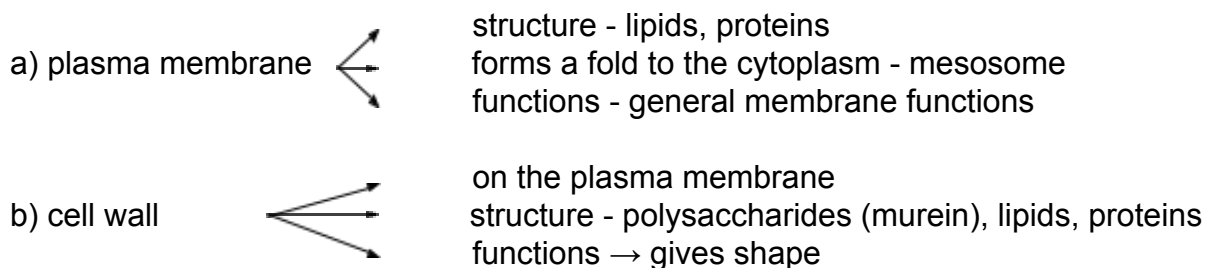 structure - lipids, proteins
a) plasma membrane forms a fold to the cytoplasm - mesosome
functions - general membrane functions
on the plasma membrane
b) cell wall structure - polysaccharides (murein), lipids, proteins
functions → gives shape